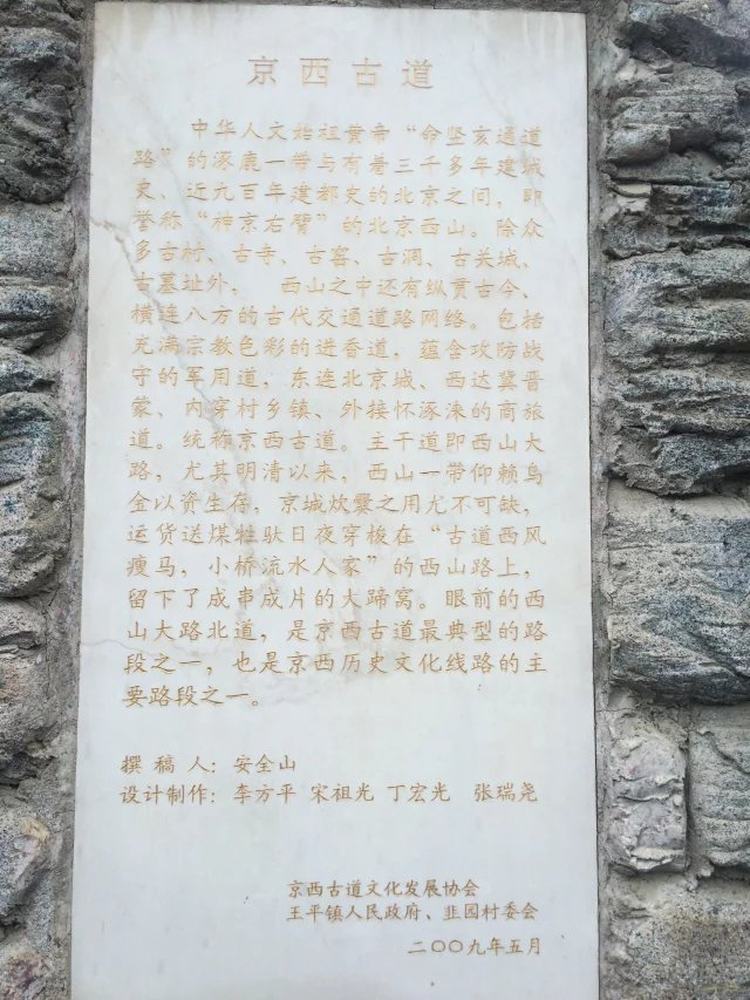 京西古道
中华人文始祖黄帝“命坚亥通道
路”的涿鹿一带与有着三千多年建城
史、近九百年建都史的北京之间，即
誉称“神京右臂”的北京西山。除众
多古村、古寺、古窑、古洞、古关城、
古墓址外， 西山之中还有纵贯古今、
横连八方的古代交通道路网络。包括
充满宗教色彩的进香道，蕴含攻防战
守的军用道，东连北京城、西达冀晋
蒙、内穿村乡镇、外接怀涿涞的商旅
道。统称京西古道。主干道即西山大
路，尤其明清以来，西山一带仰赖乌
金以资生存，京城炊爨之用尤不可缺，
运货送煤牲驮日夜穿梭在“古道西风
瘦马，小桥流水人家”的西山路上，
留下了成串成片的大蹄窝。眼前的西
山大路北道，是京西古道最典型的路
段之一，也是京西历史文化线路的主
要路段之一。
撰 稿 人：安全山
设计制作：李方平 宋祖光 丁宏光 张瑞尧
京西古道文化发展协会
王平镇人民政府、韭园村委会
二〇〇九年五月